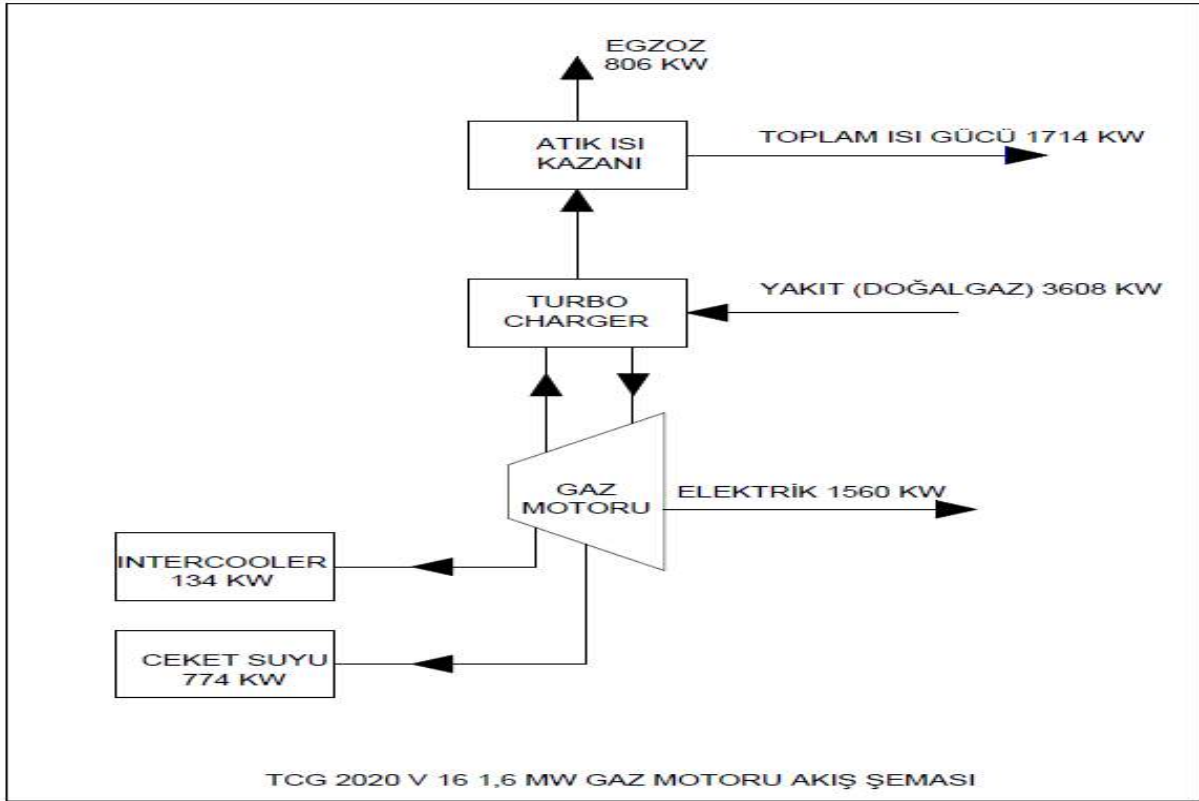 EGZOZ
806 KW
ATIK ISI
KAZANI
TOPLAM ISI GÜCÜ 1714 KW
TURBO
CHARGER
YAKIT (DOĞALGAZ) 3608 KW
GAZ
MOTORU
ELEKTRİK 1560 KW
INTERCOOLER
134 KW
CEKET SUYU
774 KW
TCG 2020 V 16 1,6 MW GAZ MOTORU AKIŞ ŞEMASI